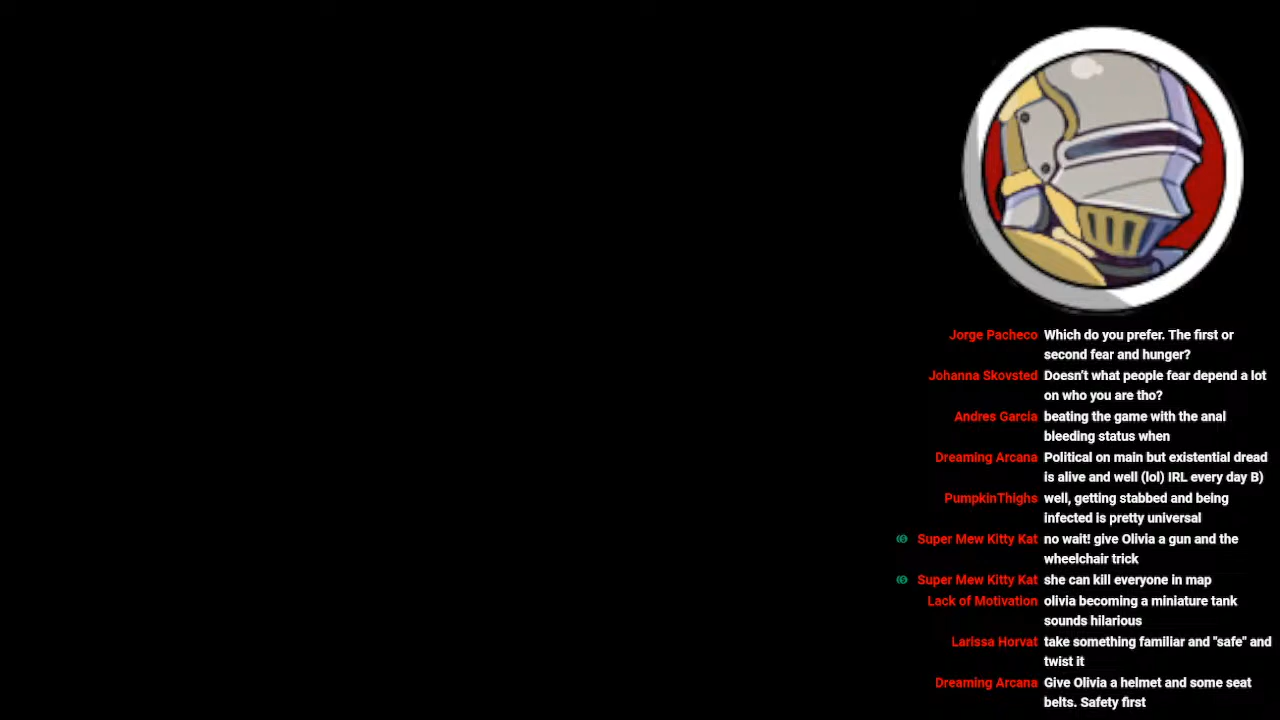 Jorge Pacheco Which do you prefer. The first or
second fear and hunger?
Johanna Skovsted Doesn't what people fear depend a lot
on who you are tho?
Andres Garcia beating the game with the anal
bleeding status when
Dreaming Arcana Political on main but existential dread
is alive and well (lol) IRL every day B)
PumpkinThighs well, getting stabbed and being
infected is pretty universal
Super Mew Kitty Kat no wait! give Olivia a gun and the
wheelchair trick
Super Mew Kitty Kat she can kill everyone in map
Lack of Motivation olivia becoming a miniature tank
sounds hilarious
Larissa Horvat take something familiar and "safe" and
twist it
Dreaming Arcana Give Olivia a helmet and some seat
belts. Safety first